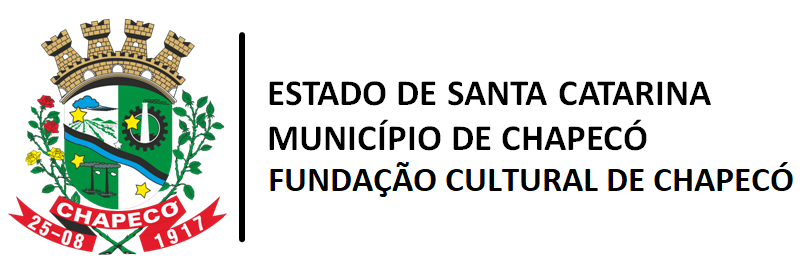 ESTADO DE SANTA CATARINA
MUNICÍPIO DE CHAPECÓ
FUNDAÇÃO CULTURAL DE CHAPECÓ
CHAPECÓ
25-08 1917